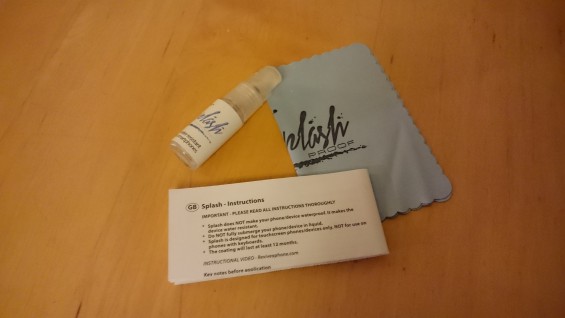 Splash
Splash
PROOF
GB Splash - Instructions
IMPORTANT - PLEASE READ ALL INSTRUCTIONS THOROUGHLY
• Splash does NOT make your phone/device waterproof. It makes the
device water resistant.
• Do NOT fully submerge your phone/device in liquid.
• Splash is designed for touchscreen phones/devices only. NOT for use on
phones with keyboards.
• The coating will last at least 12 months.
INSTRUCTIONAL VIDEO -
Key notes before application